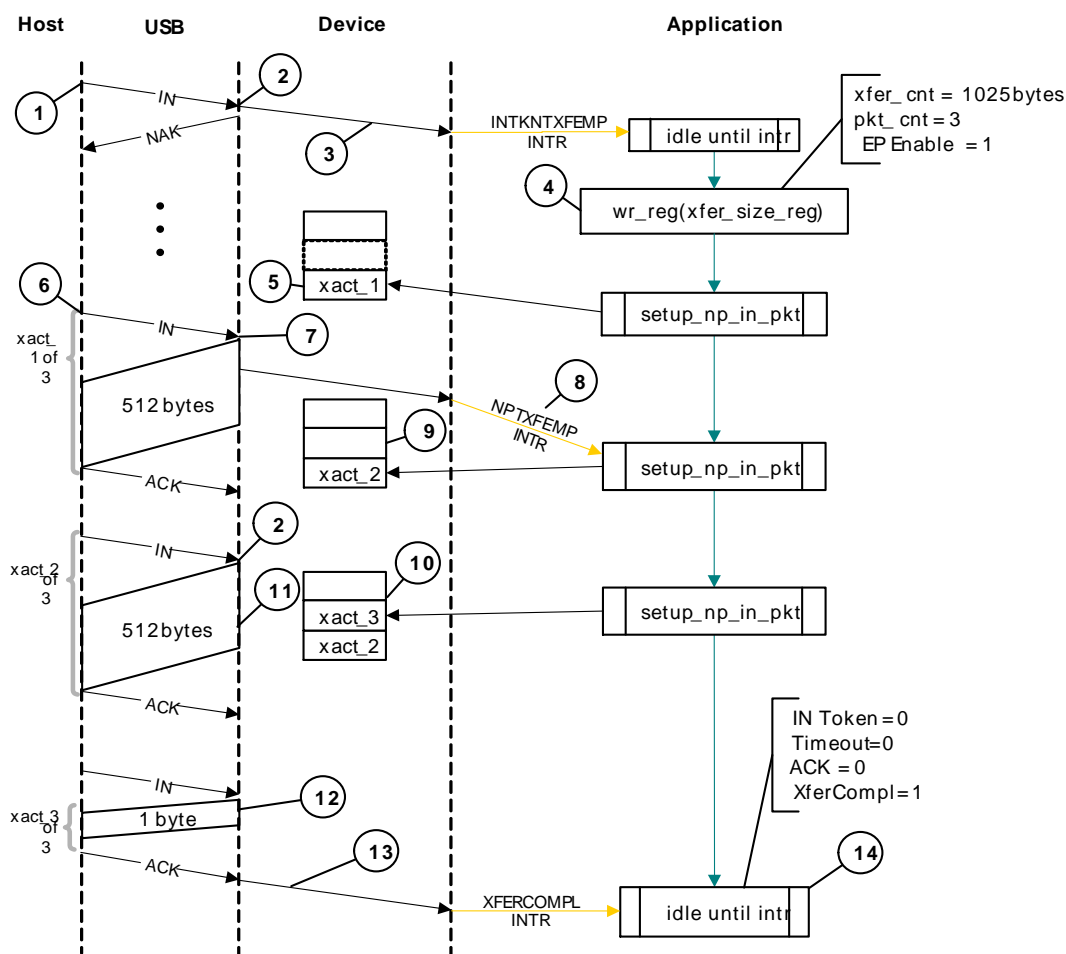 Host
USB
Device
Application
1
IN
2
NAK
3
INTKNTXFEMP
INTR
idle until intr
xfer_cnt = 1025bytes
pkt_cnt = 3
EPEnable = 1
4
wr_reg(xfer_size_reg)
5
xact_1
setup_np_in_pkt
6
IN
7
xact_
1 of
3
512 bytes
8
NPTXFEMP
INTR
9
xact_2
setup_np_in_pkt
ACK
2
IN
xact_2
of
3
512bytes
11
10
xact_3
xact_2
setup_np_in_pkt
ACK
IN Token=0
Timeout=0
ACK = 0
XferCompl=1
IN
12
xact_3
of
3
1 byte
ACK
13
XFERCOMPL
INTR
14
idle until intr